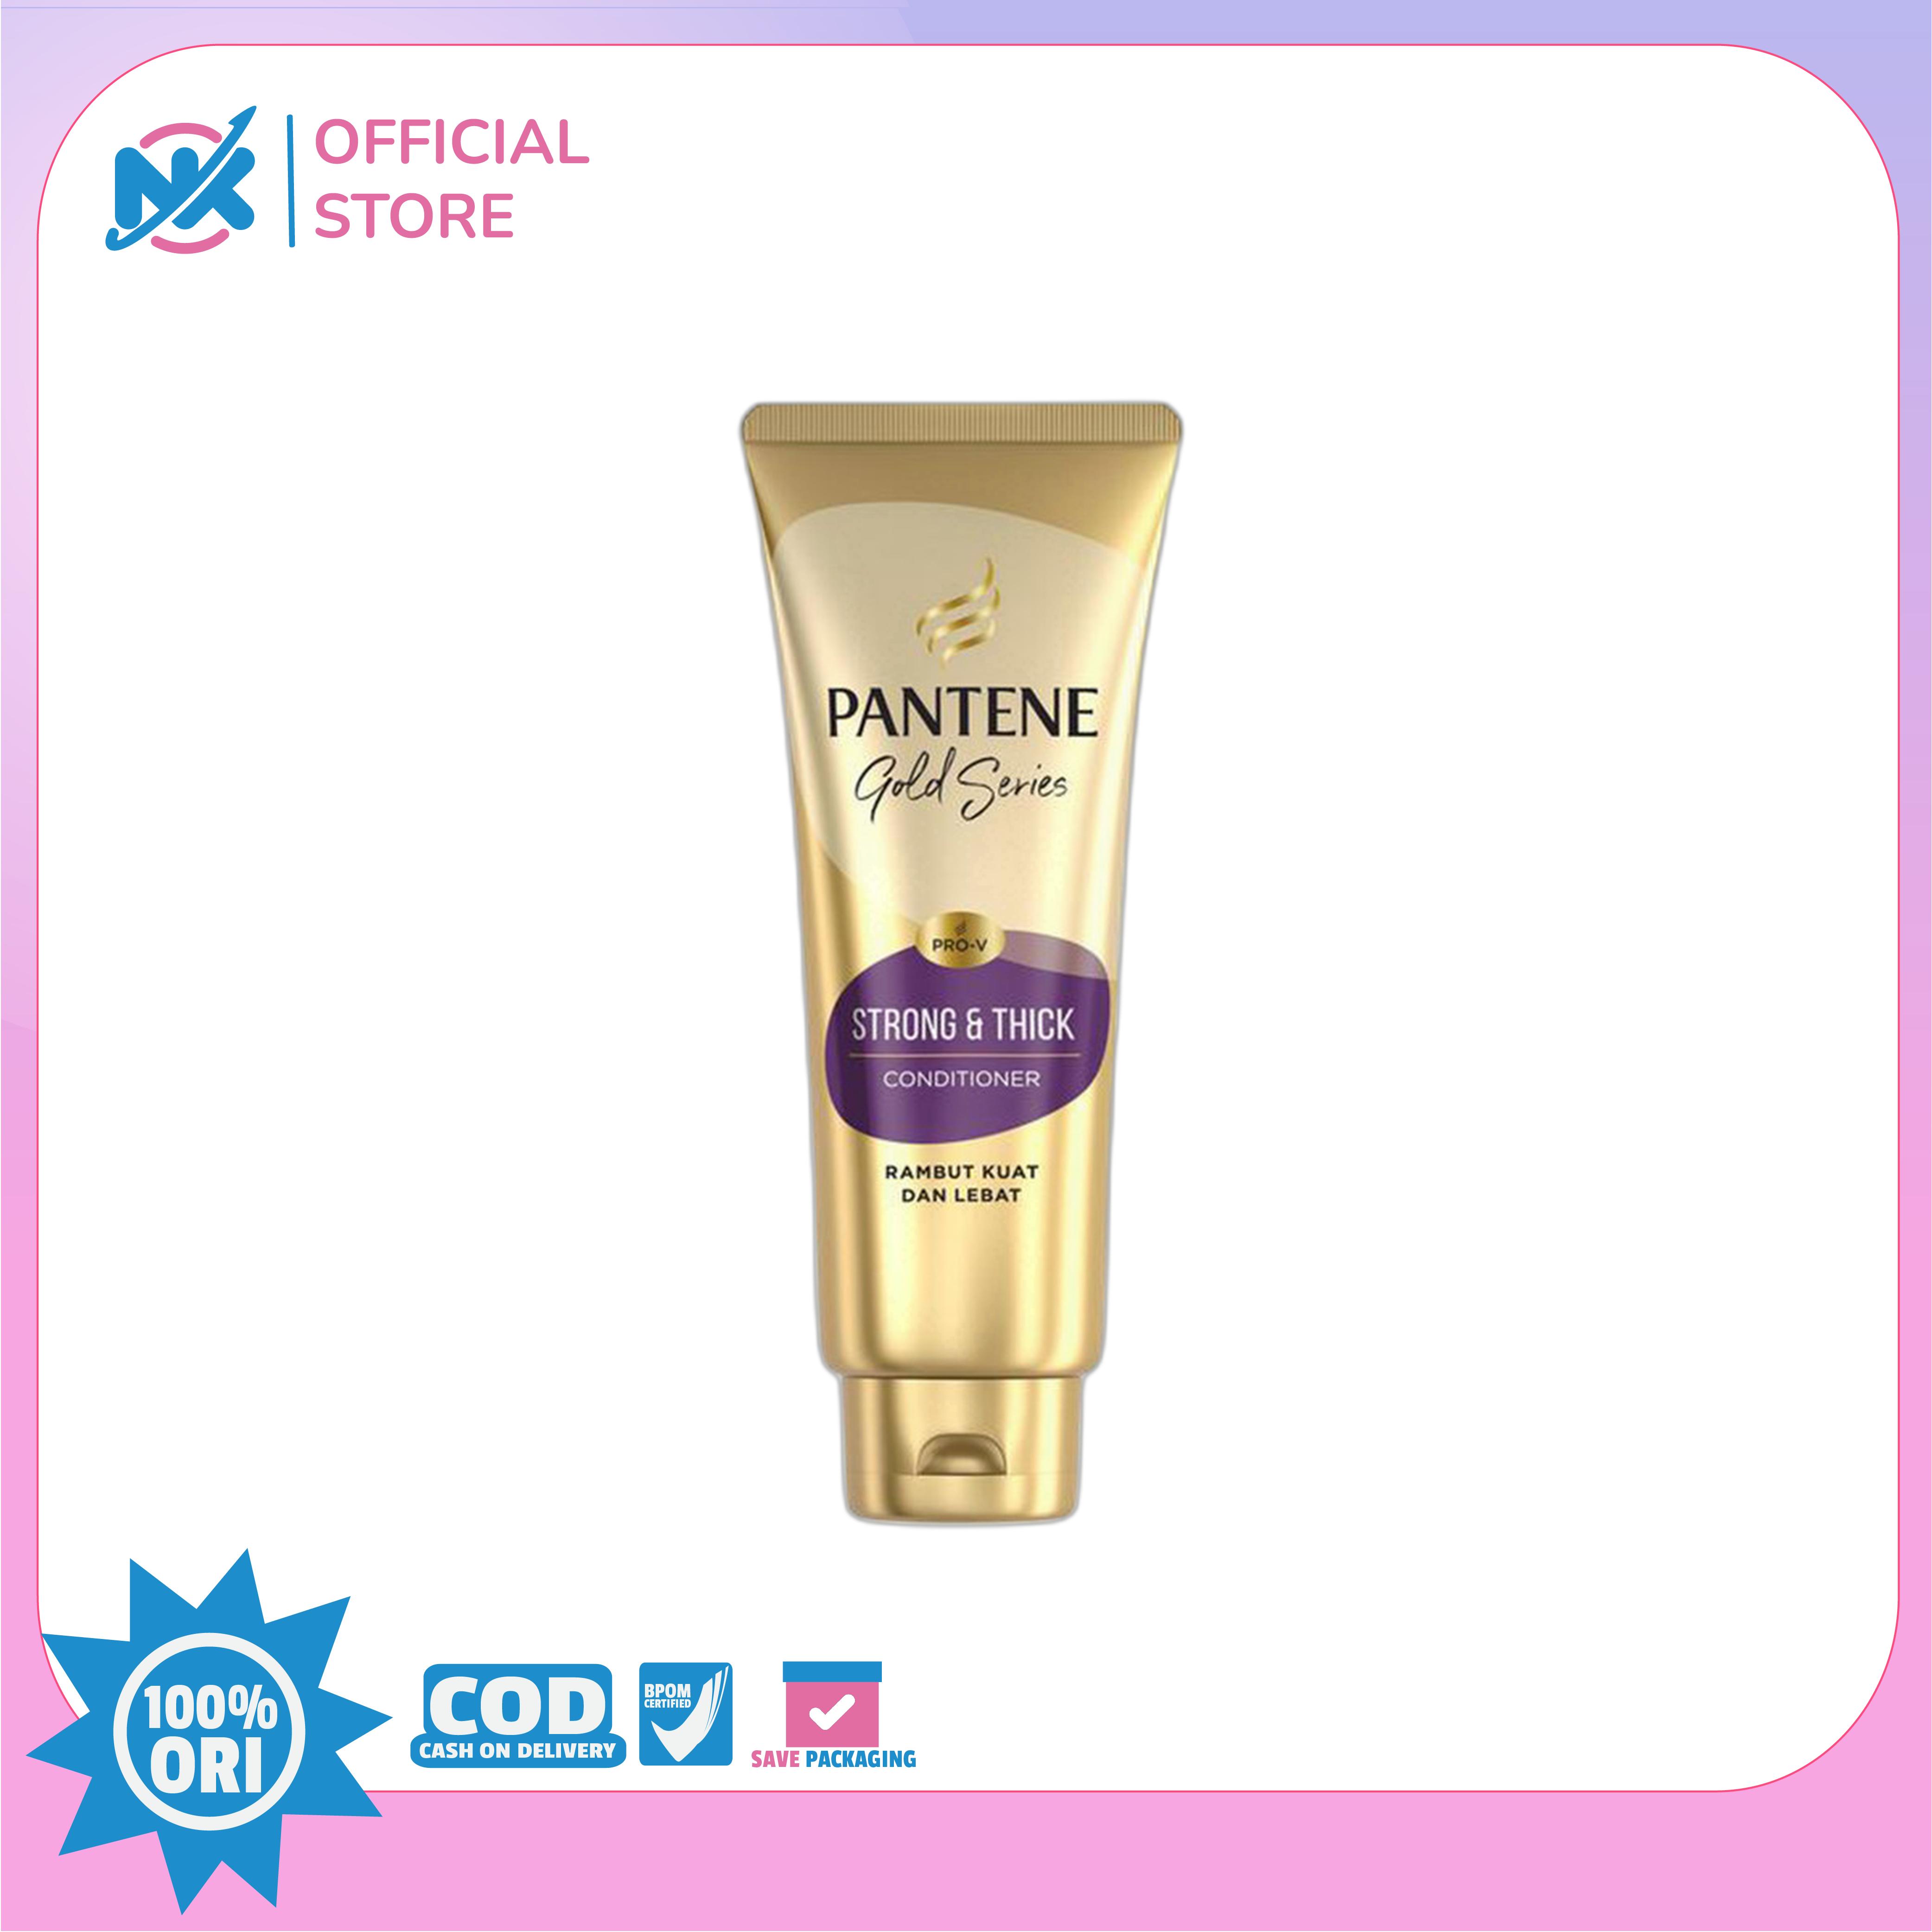 NK
OFFICIAL
STORE
PANTENE
Gold Series
PRO-V
STRONG & THICK
CONDITIONER
RAMBUT KUAT
DAN LEBAT
100%
ORI
COD
CASH ON DELIVERY
BPOM
CERTIFIED
SAVE PACKAGING